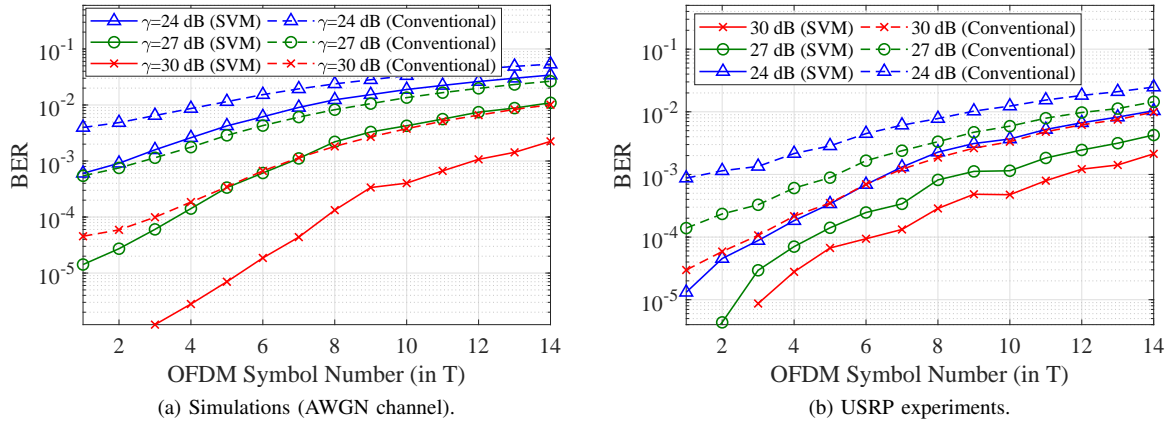 γ=24 dB (SVM) γ=24 dB (Conventional)
γ=27 dB (SVM) γ=27 dB (Conventional)
γ=30 dB (SVM) γ=30 dB (Conventional)
10^-1
10^-2
10^-3
10^-4
10^-5
BER
2 4 6 8 10 12 14
OFDM Symbol Number (in T)
(a) Simulations (AWGN channel).
30 dB (SVM) 30 dB (Conventional)
27 dB (SVM) 27 dB (Conventional)
24 dB (SVM) 24 dB (Conventional)
10^-1
10^-2
10^-3
10^-4
10^-5
BER
2 4 6 8 10 12 14
OFDM Symbol Number (in T)
(b) USRP experiments.